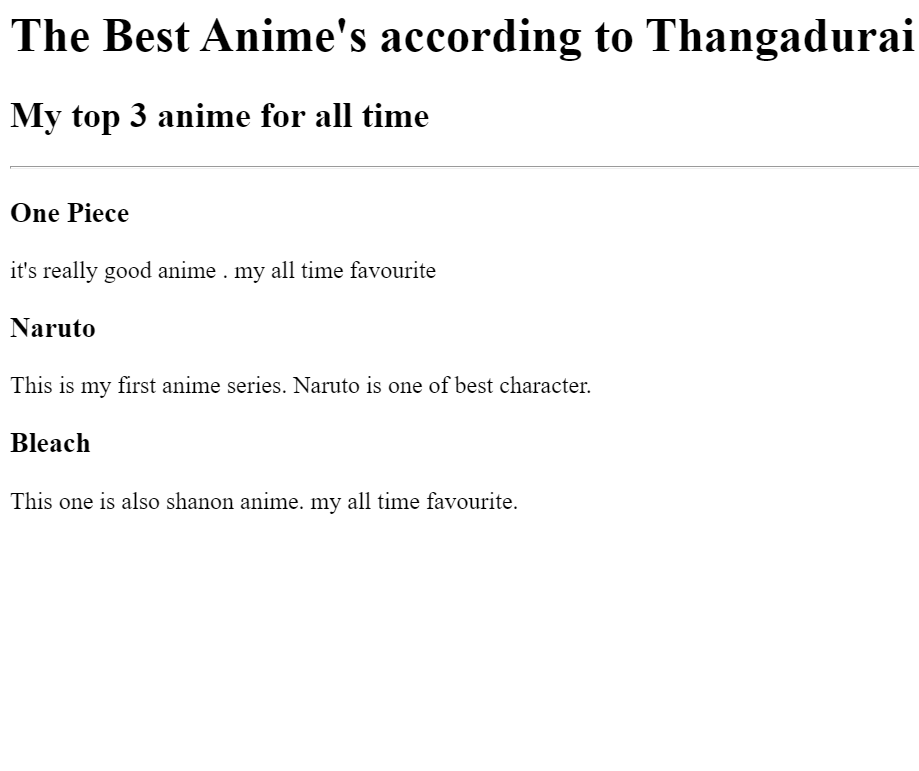 The Best Anime's according to Thangadurai
My top 3 anime for all time
One Piece
it's really good anime . my all time favourite
Naruto
This is my first anime series. Naruto is one of best character.
Bleach
This one is also shanon anime. my all time favourite.